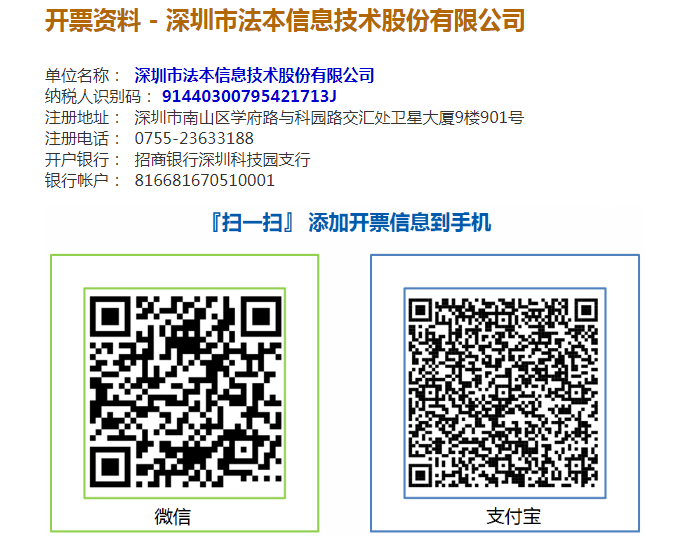 开票资料 - 深圳市法本信息技术股份有限公司
单位名称： 深圳市法本信息技术股份有限公司
纳税人识别码： 91440300795421713J
注册地址： 深圳市南山区学府路与科园路交汇处卫星大厦9楼901号
注册电话： 0755-23633188
开户银行： 招商银行深圳科技园支行
银行帐户： 816681670510001
『扫一扫』 添加开票信息到手机
微信
支付宝